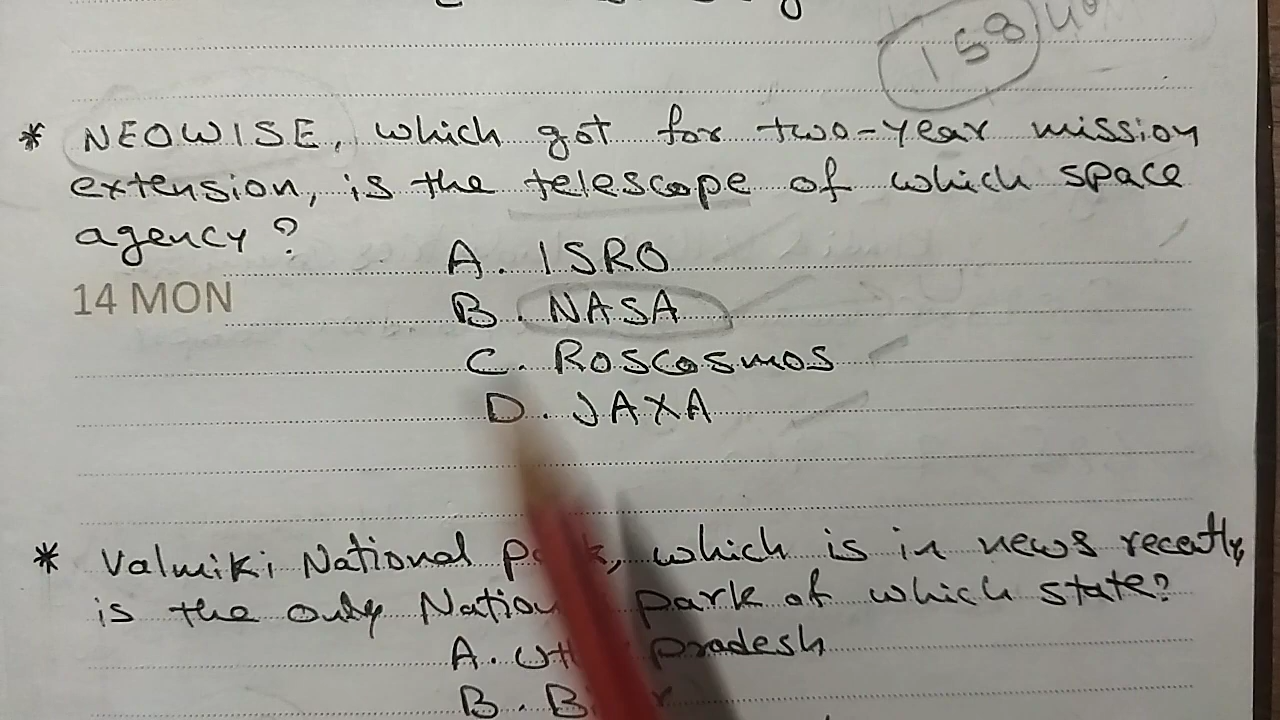 158
* NEOWISE, which got for two-year mission
extension, is the telescope of which space
agency?
A. ISRO
14 MON
B. NASA
C. Roscosmos
D. JAXA
* Valmiki National, which is in news recently,
is the only park of which state?
A. Pradesh
B.